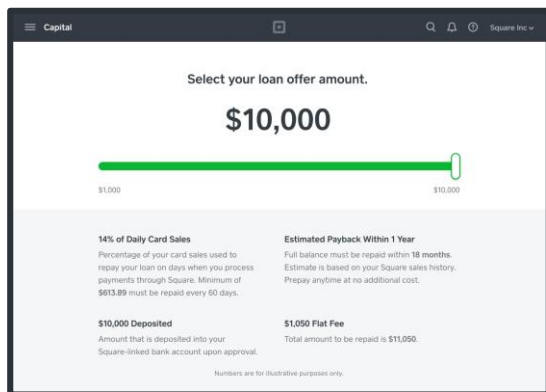 Capital
Square Inc
Select your loan offer amount.
$10,000
$1,000
$10,000
14% of Daily Card Sales
Percentage of your card sales used to
repay your loan on days when you process
payments through Square. Minimum of
$613.89 must be repaid every 60 days.
Estimated Payback Within 1 Year
Full balance must be repaid within 18 months.
Estimate is based on your Square sales history.
Prepay anytime at no additional cost.
$10,000 Deposited
Amount that is deposited into your
Square-linked bank account upon approval.
$1,050 Flat Fee
Total amount to be repaid is $11,050.
Numbers are for illustrative purposes only.